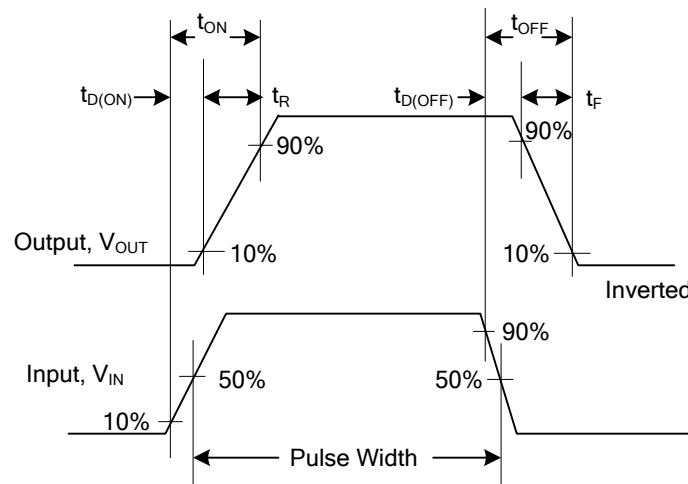 tON
tOFF
tD(ON)
tR
tD(OFF)
tF
90%
90%
Output, VOUT
10%
10%
Inverted
90%
Input, VIN
50%
50%
10%
Pulse Width